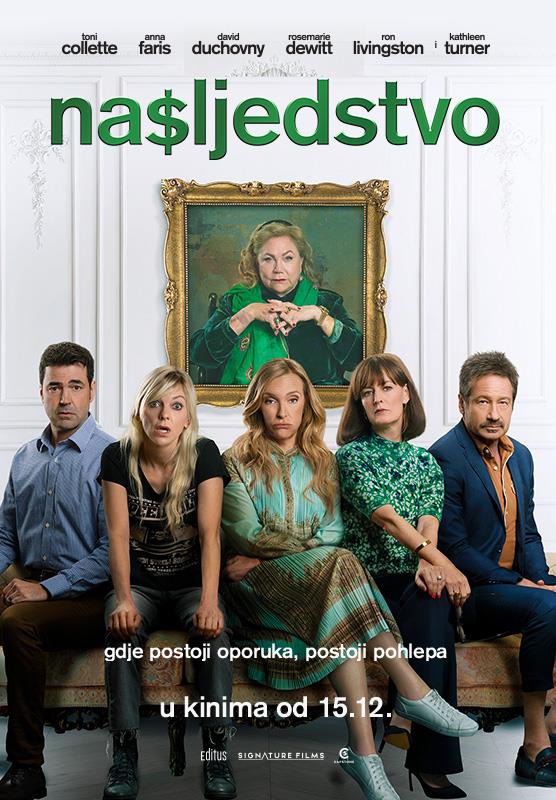 toni collette anna faris david duchovny rosemarie dewitt ron livingston i kathleen turner
na$ljedstvo
gdje postoji oporuka, postoji pohlepa
u kinima od 15.12.
Editus SIGNATURE FILMS CAPSTONE